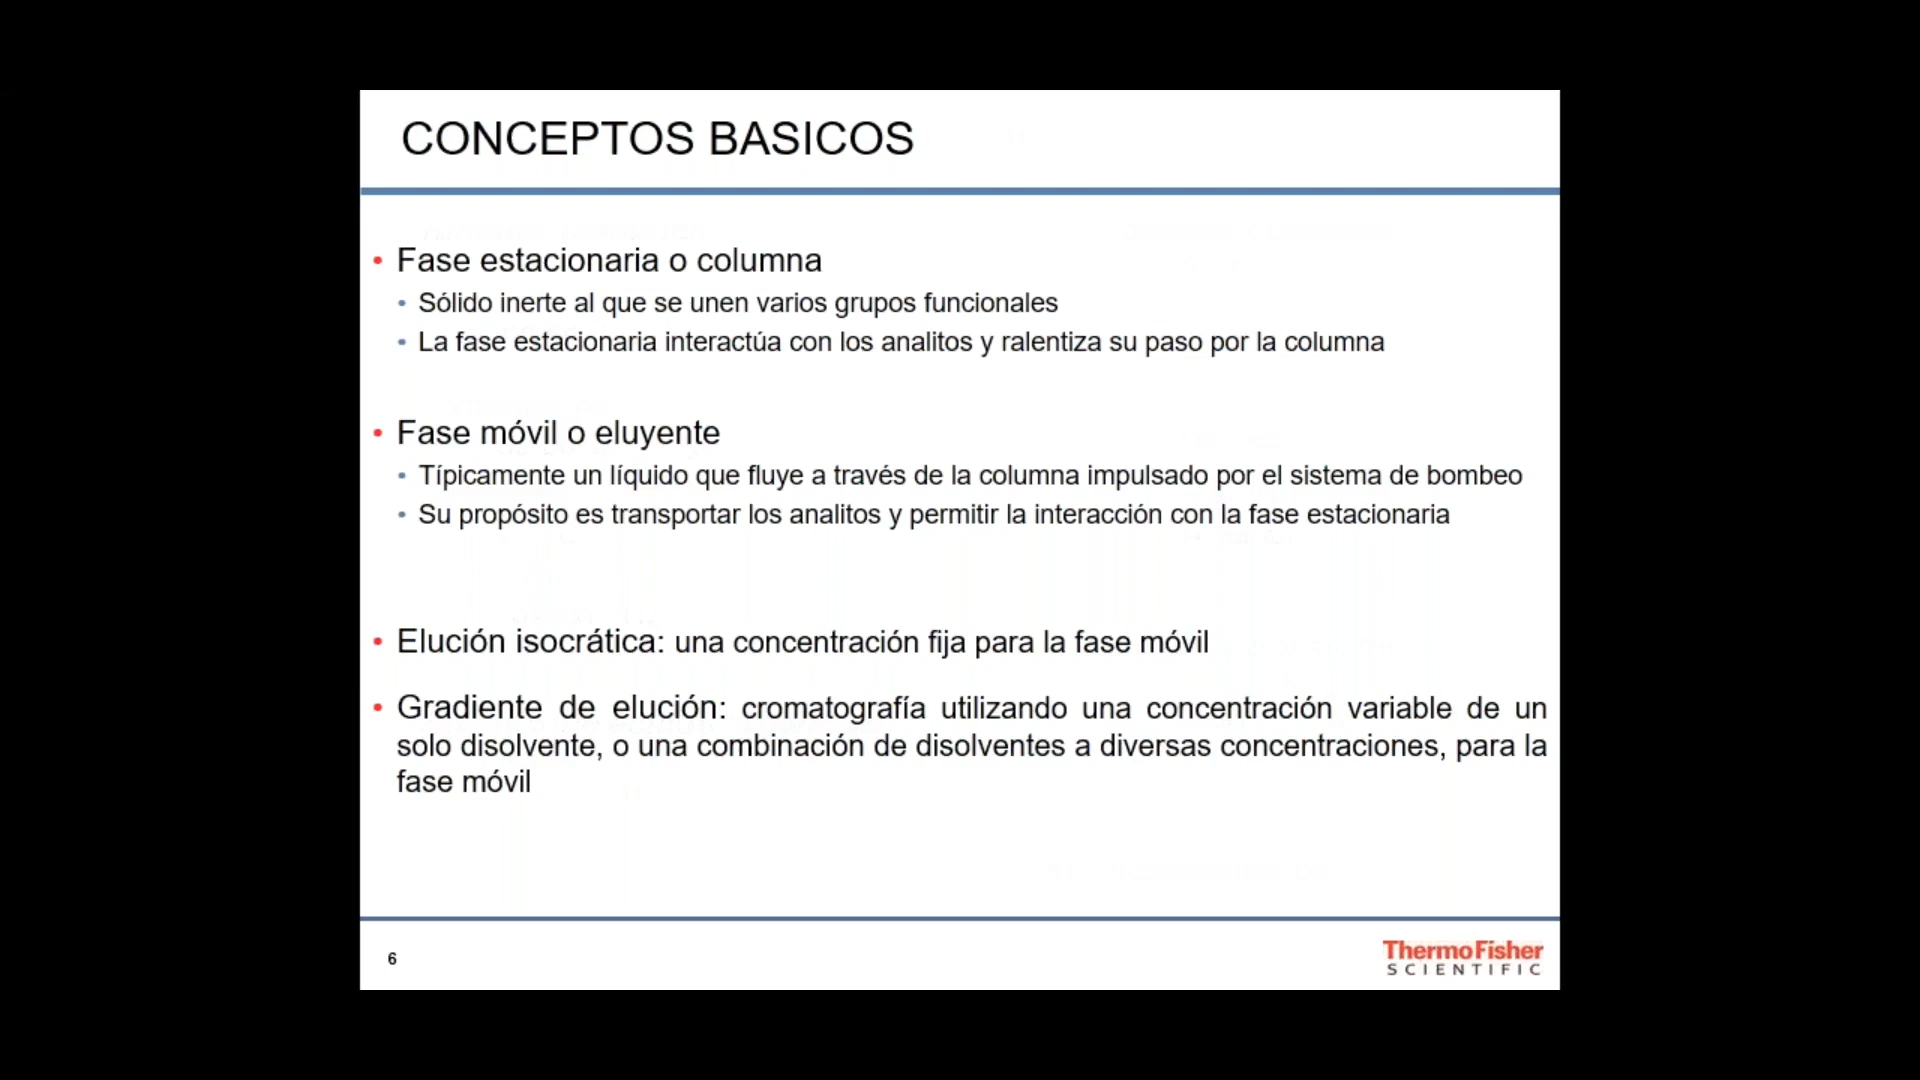 CONCEPTOS BASICOS
• Fase estacionaria o columna
• Sólido inerte al que se unen varios grupos funcionales
• La fase estacionaria interactúa con los analitos y ralentiza su paso por la columna
• Fase móvil o eluyente
• Típicamente un líquido que fluye a través de la columna impulsado por el sistema de bombeo
• Su propósito es transportar los analitos y permitir la interacción con la fase estacionaria
• Elución isocrática: una concentración fija para la fase móvil
• Gradiente de elución: cromatografía utilizando una concentración variable de un
solo disolvente, o una combinación de disolventes a diversas concentraciones, para la
fase móvil
6
ThermoFisher
SCIENTIFIC